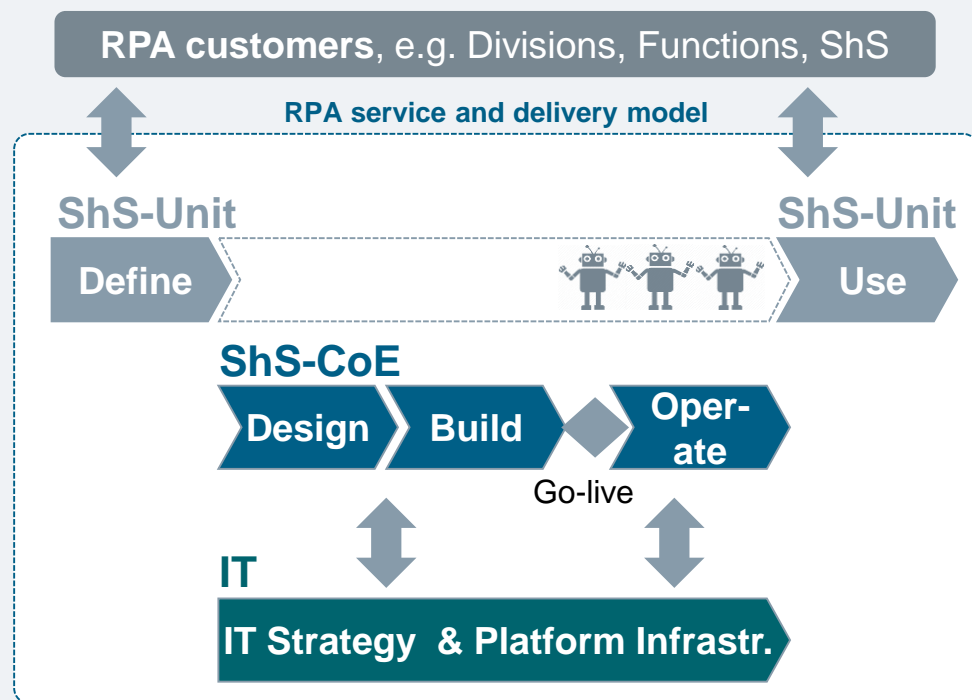 RPA customers, e.g. Divisions, Functions, ShS
RPA service and delivery model
ShS-Unit
ShS-Unit
Define
Use
ShS-CoE
Design
Build
Oper-
ate
Go-live
IT
IT Strategy & Platform Infrastr.